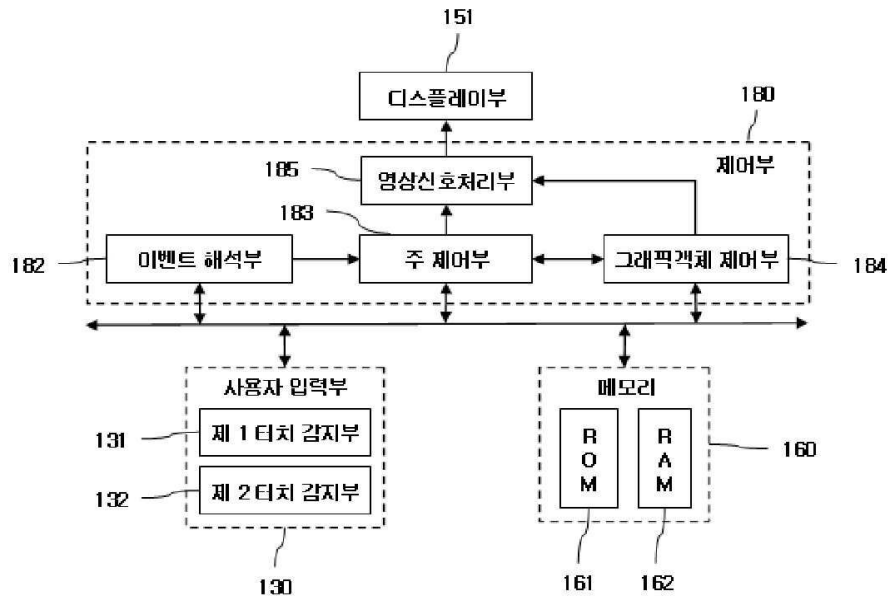 151
디스플레이부
180
제어부
185
영상신호처리부
183
182
이벤트 해석부
주 제어부
그래픽객체 제어부
184
사용자 입력부
메모리
131
제 1 터치 감지부
ROM
RAM
160
132
제 2 터치 감지부
130
161
162